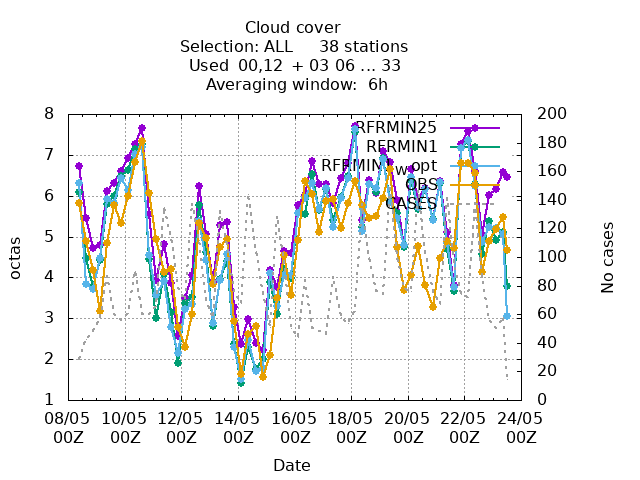 Cloud cover
Selection: ALL 38 stations
Used 00,12 + 03 06 ... 33
Averaging window: 6h
8
7
6
5
4
3
2
1
octas
200
180
160
140
120
100
80
60
40
20
0
No cases
RFRMIN25
RFRMIN1
opt
OBS
CASES
08/05 10/05 12/05 14/05 16/05 18/05 20/05 22/05 24/05
00Z 00Z 00Z 00Z 00Z 00Z 00Z 00Z 00Z
Date